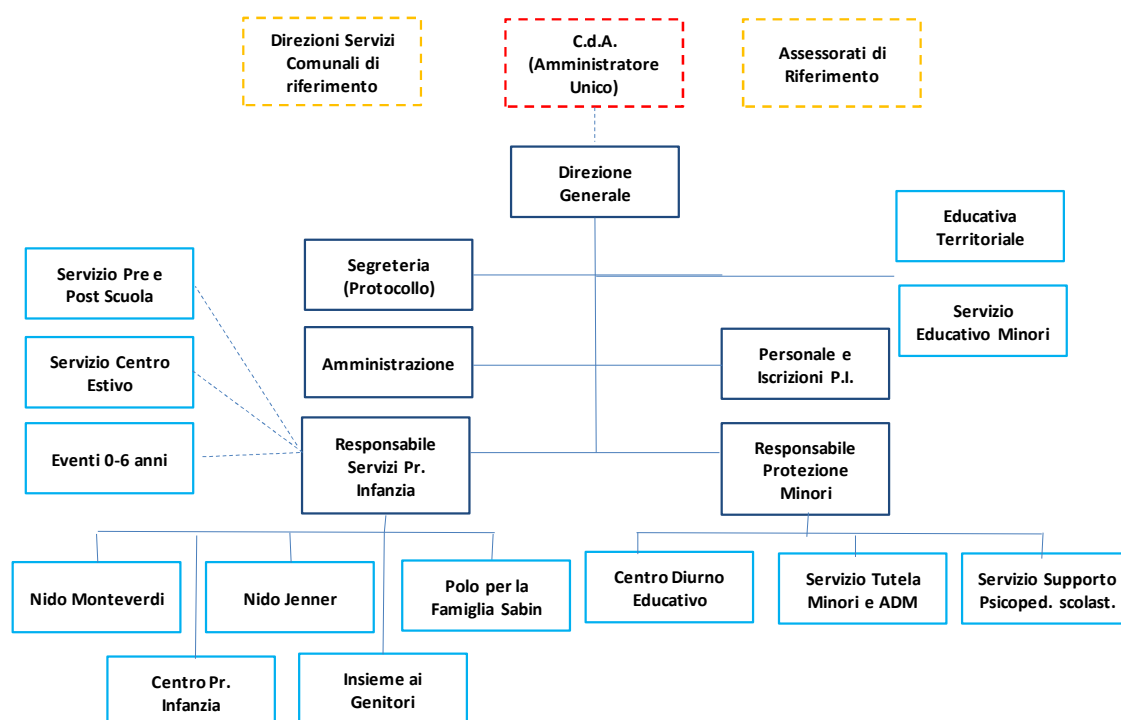 Direzioni Servizi
Comunali di
riferimento
C.d.A.
(Amministratore
Unico)
Assessorati di
Riferimento
Direzione
Generale
Educativa
Territoriale
Servizio Pre e
Post Scuola
Segreteria
(Protocollo)
Servizio
Educativo Minori
Servizio Centro
Estivo
Amministrazione
Personale e
Iscrizioni P.I.
Eventi 0-6 anni
Responsabile
Servizi Pr.
Infanzia
Responsabile
Protezione
Minori
Nido Monteverdi
Nido Jenner
Polo per la
Famiglia Sabin
Centro Diurno
Educativo
Servizio Tutela
Minori e ADM
Servizio Supporto
Psicoped. scolast.
Centro Pr.
Infanzia
Insieme ai
Genitori